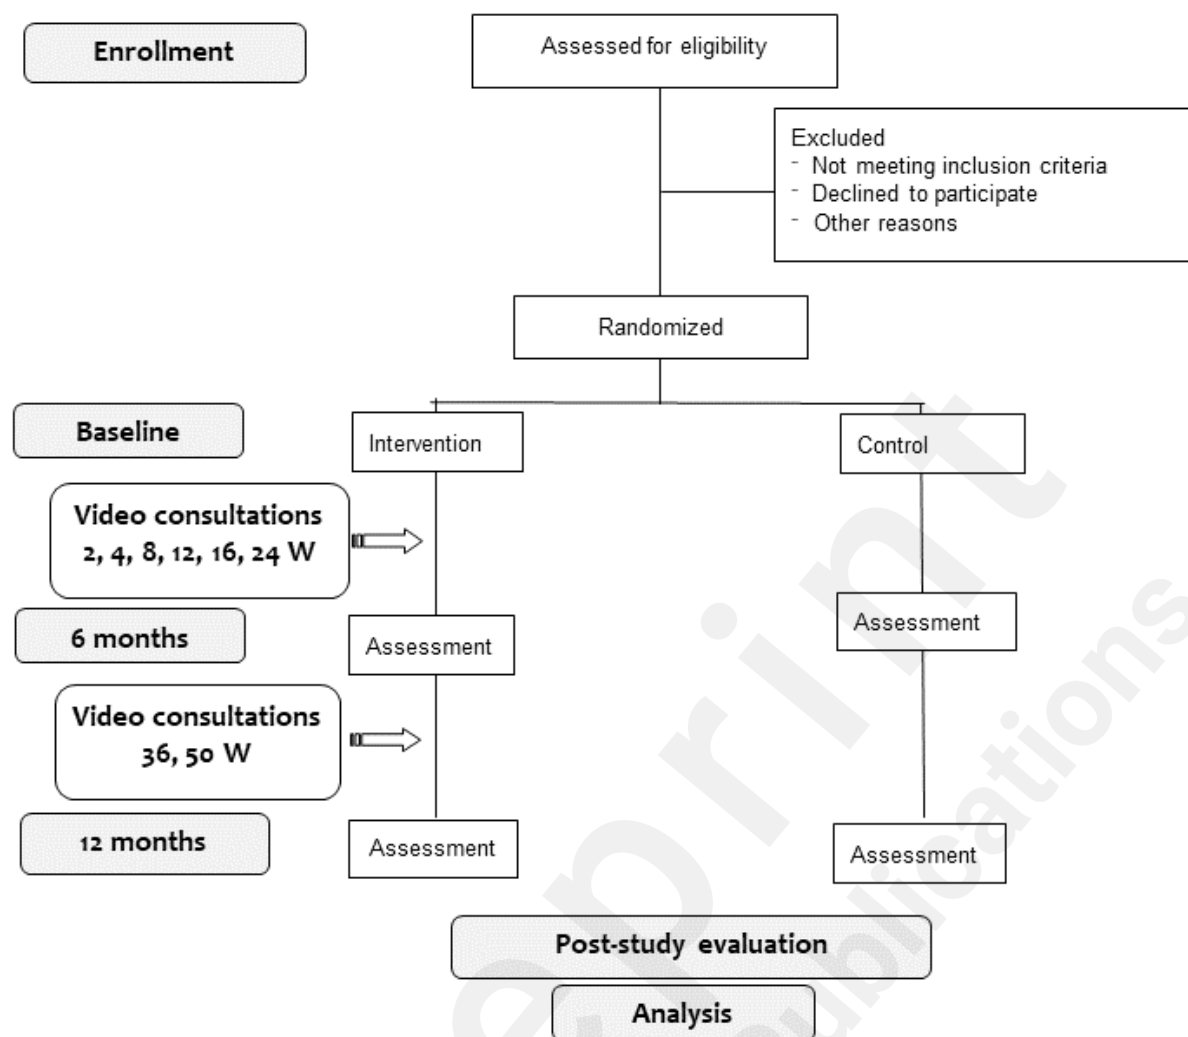 Enrollment
Assessed for eligibility
Excluded
- Not meeting inclusion criteria
- Declined to participate
- Other reasons
Randomized
Baseline
Intervention
Control
Video consultations
2, 4, 8, 12, 16, 24 W
6 months
Assessment
Assessment
Video consultations
36, 50 W
12 months
Assessment
Assessment
Post-study evaluation
Analysis
eprint
publications